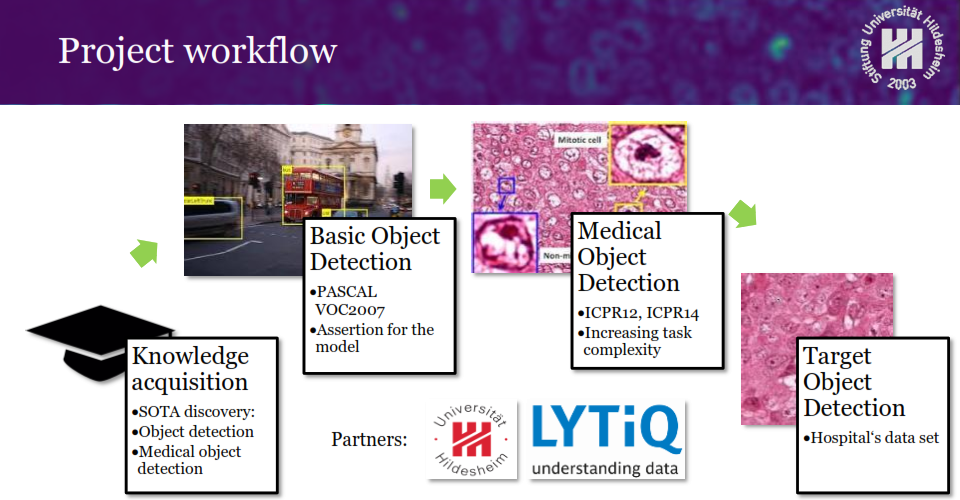 Project workflow
Stiftung Universität Hildesheim
2003
bus
car
Mitotic cell
Basic Object
Detection
•PASCAL
VOC2007
•Assertion for the
model
Medical
Object
Detection
•ICPR12, ICPR14
•Increasing task
complexity
Knowledge
acquisition
•SOTA discovery:
•Object detection
•Medical object
detection
Target
Object
Detection
•Hospital‘s data set
Partners:
Universität
Hildesheim
LYTiQ
understanding data